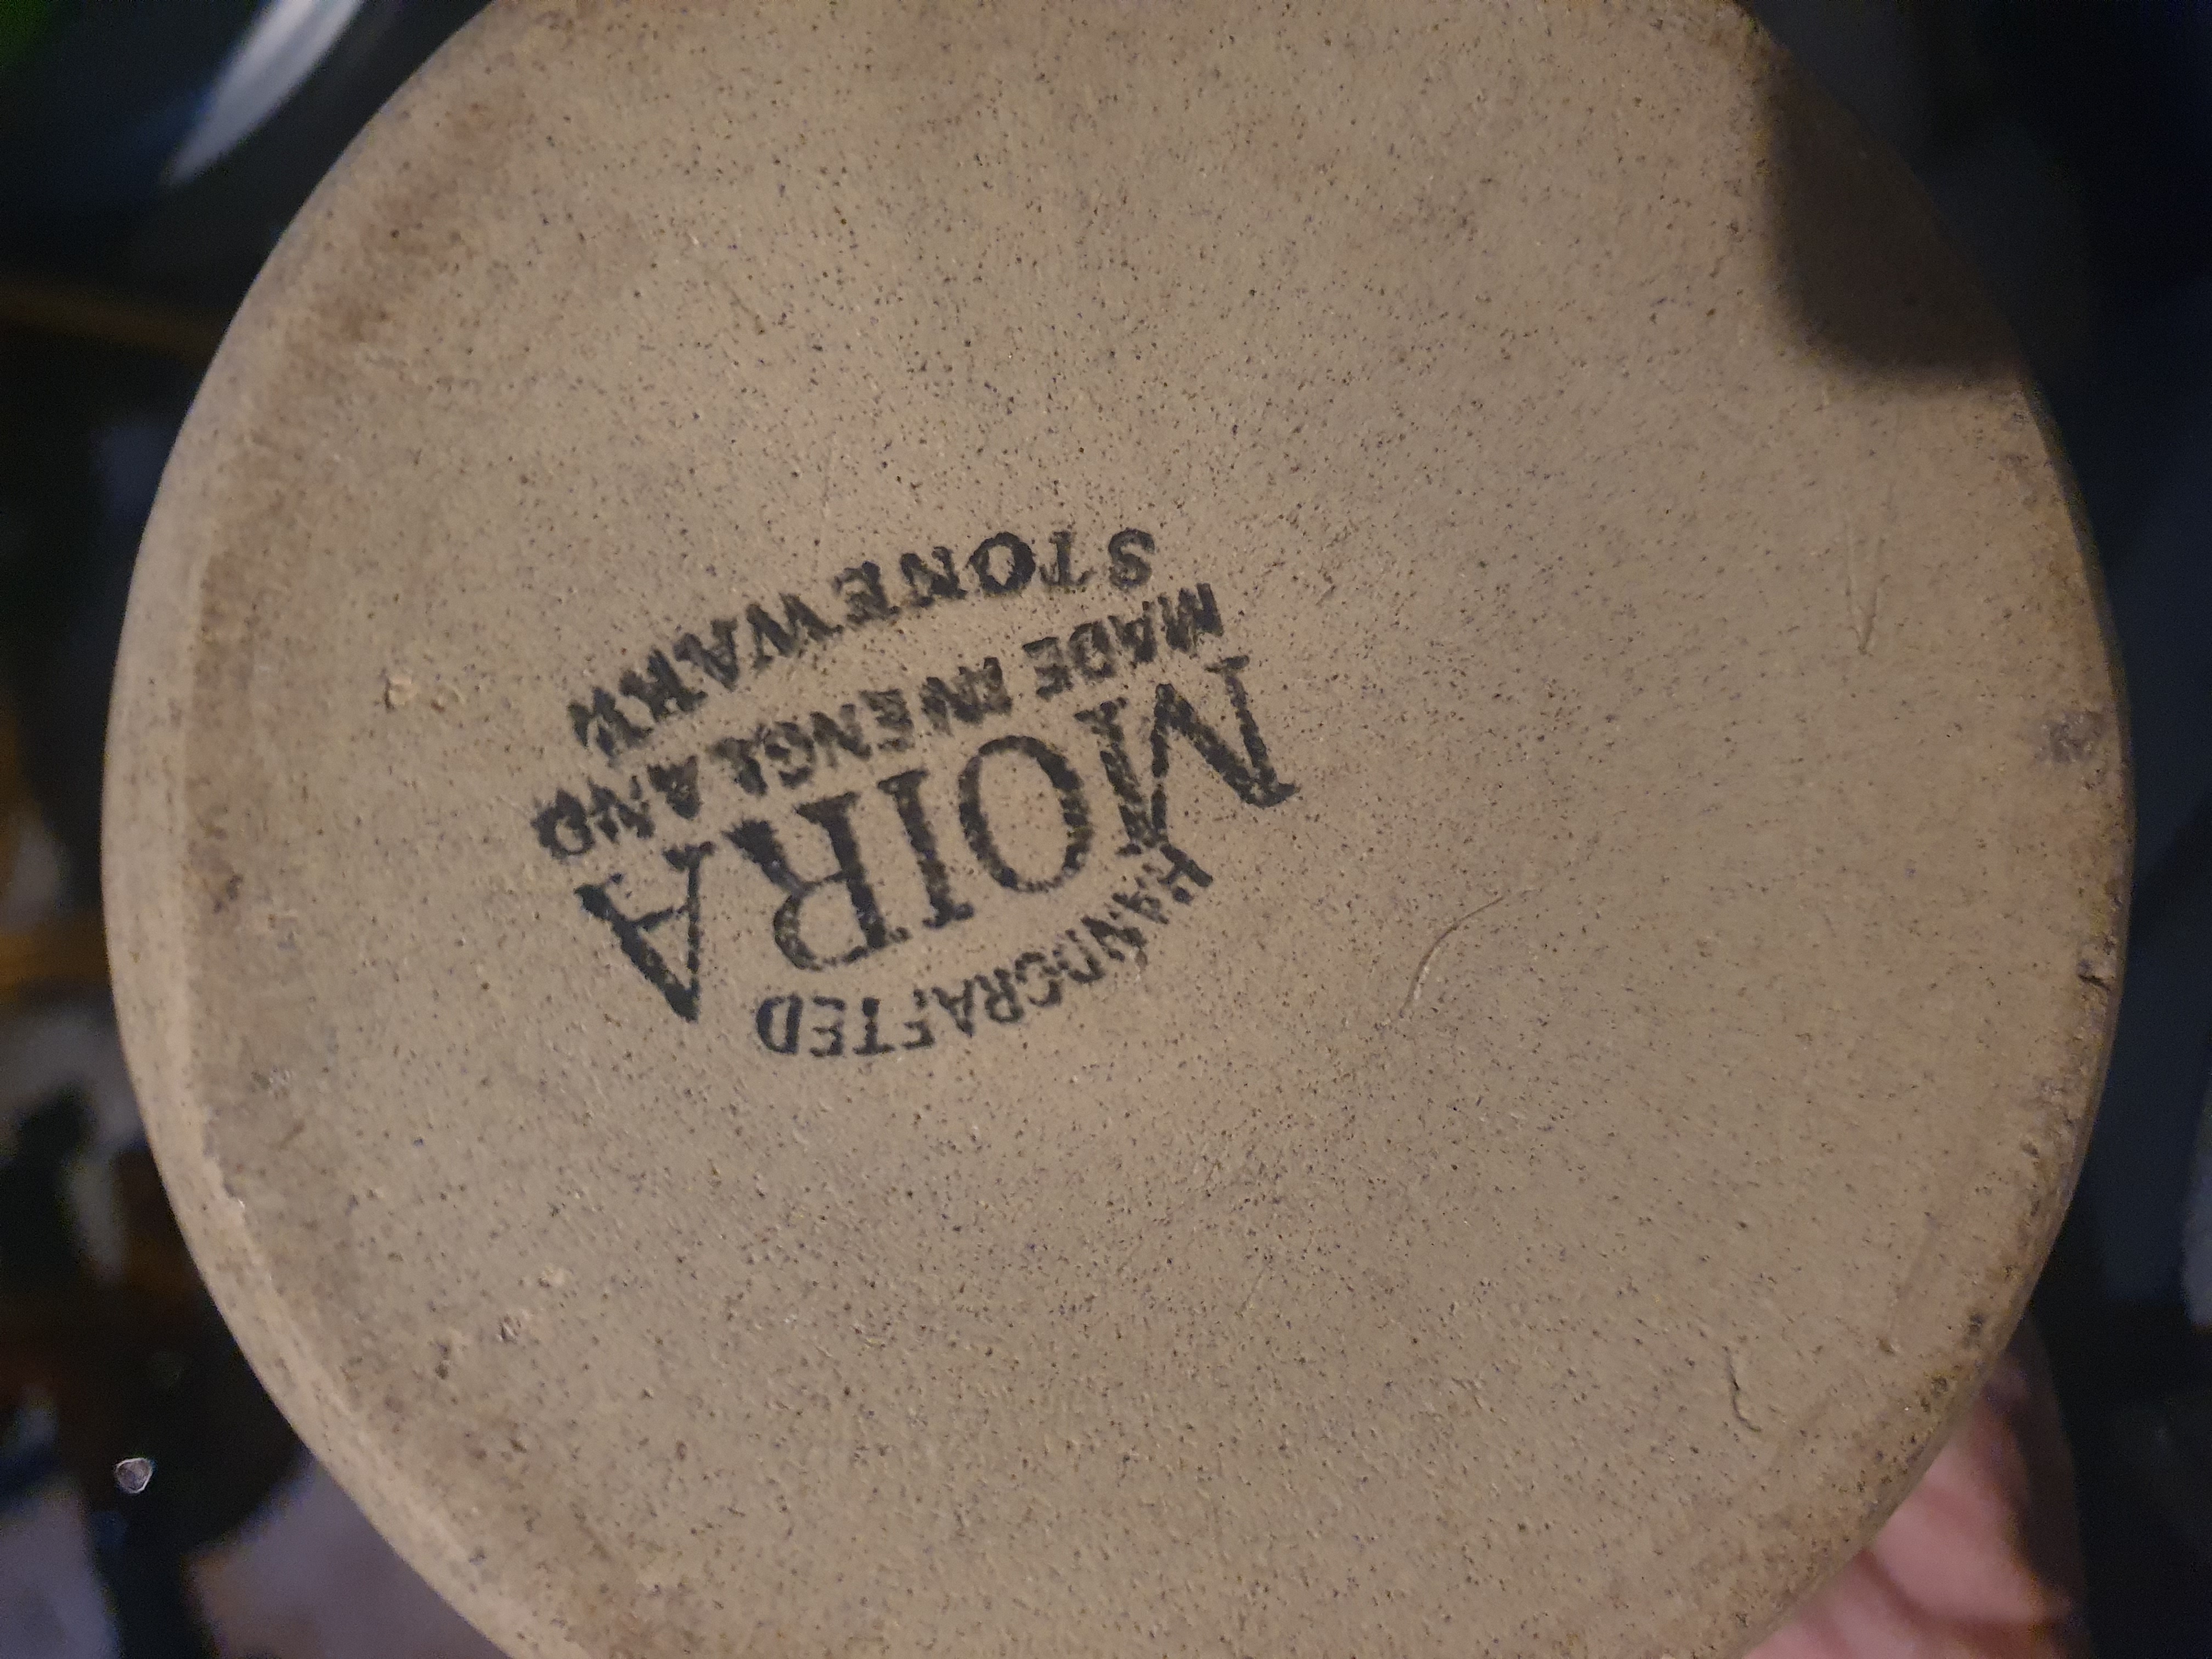 HANDCRAFTED
MOIRA
MADE IN ENGLAND
STONEWARE